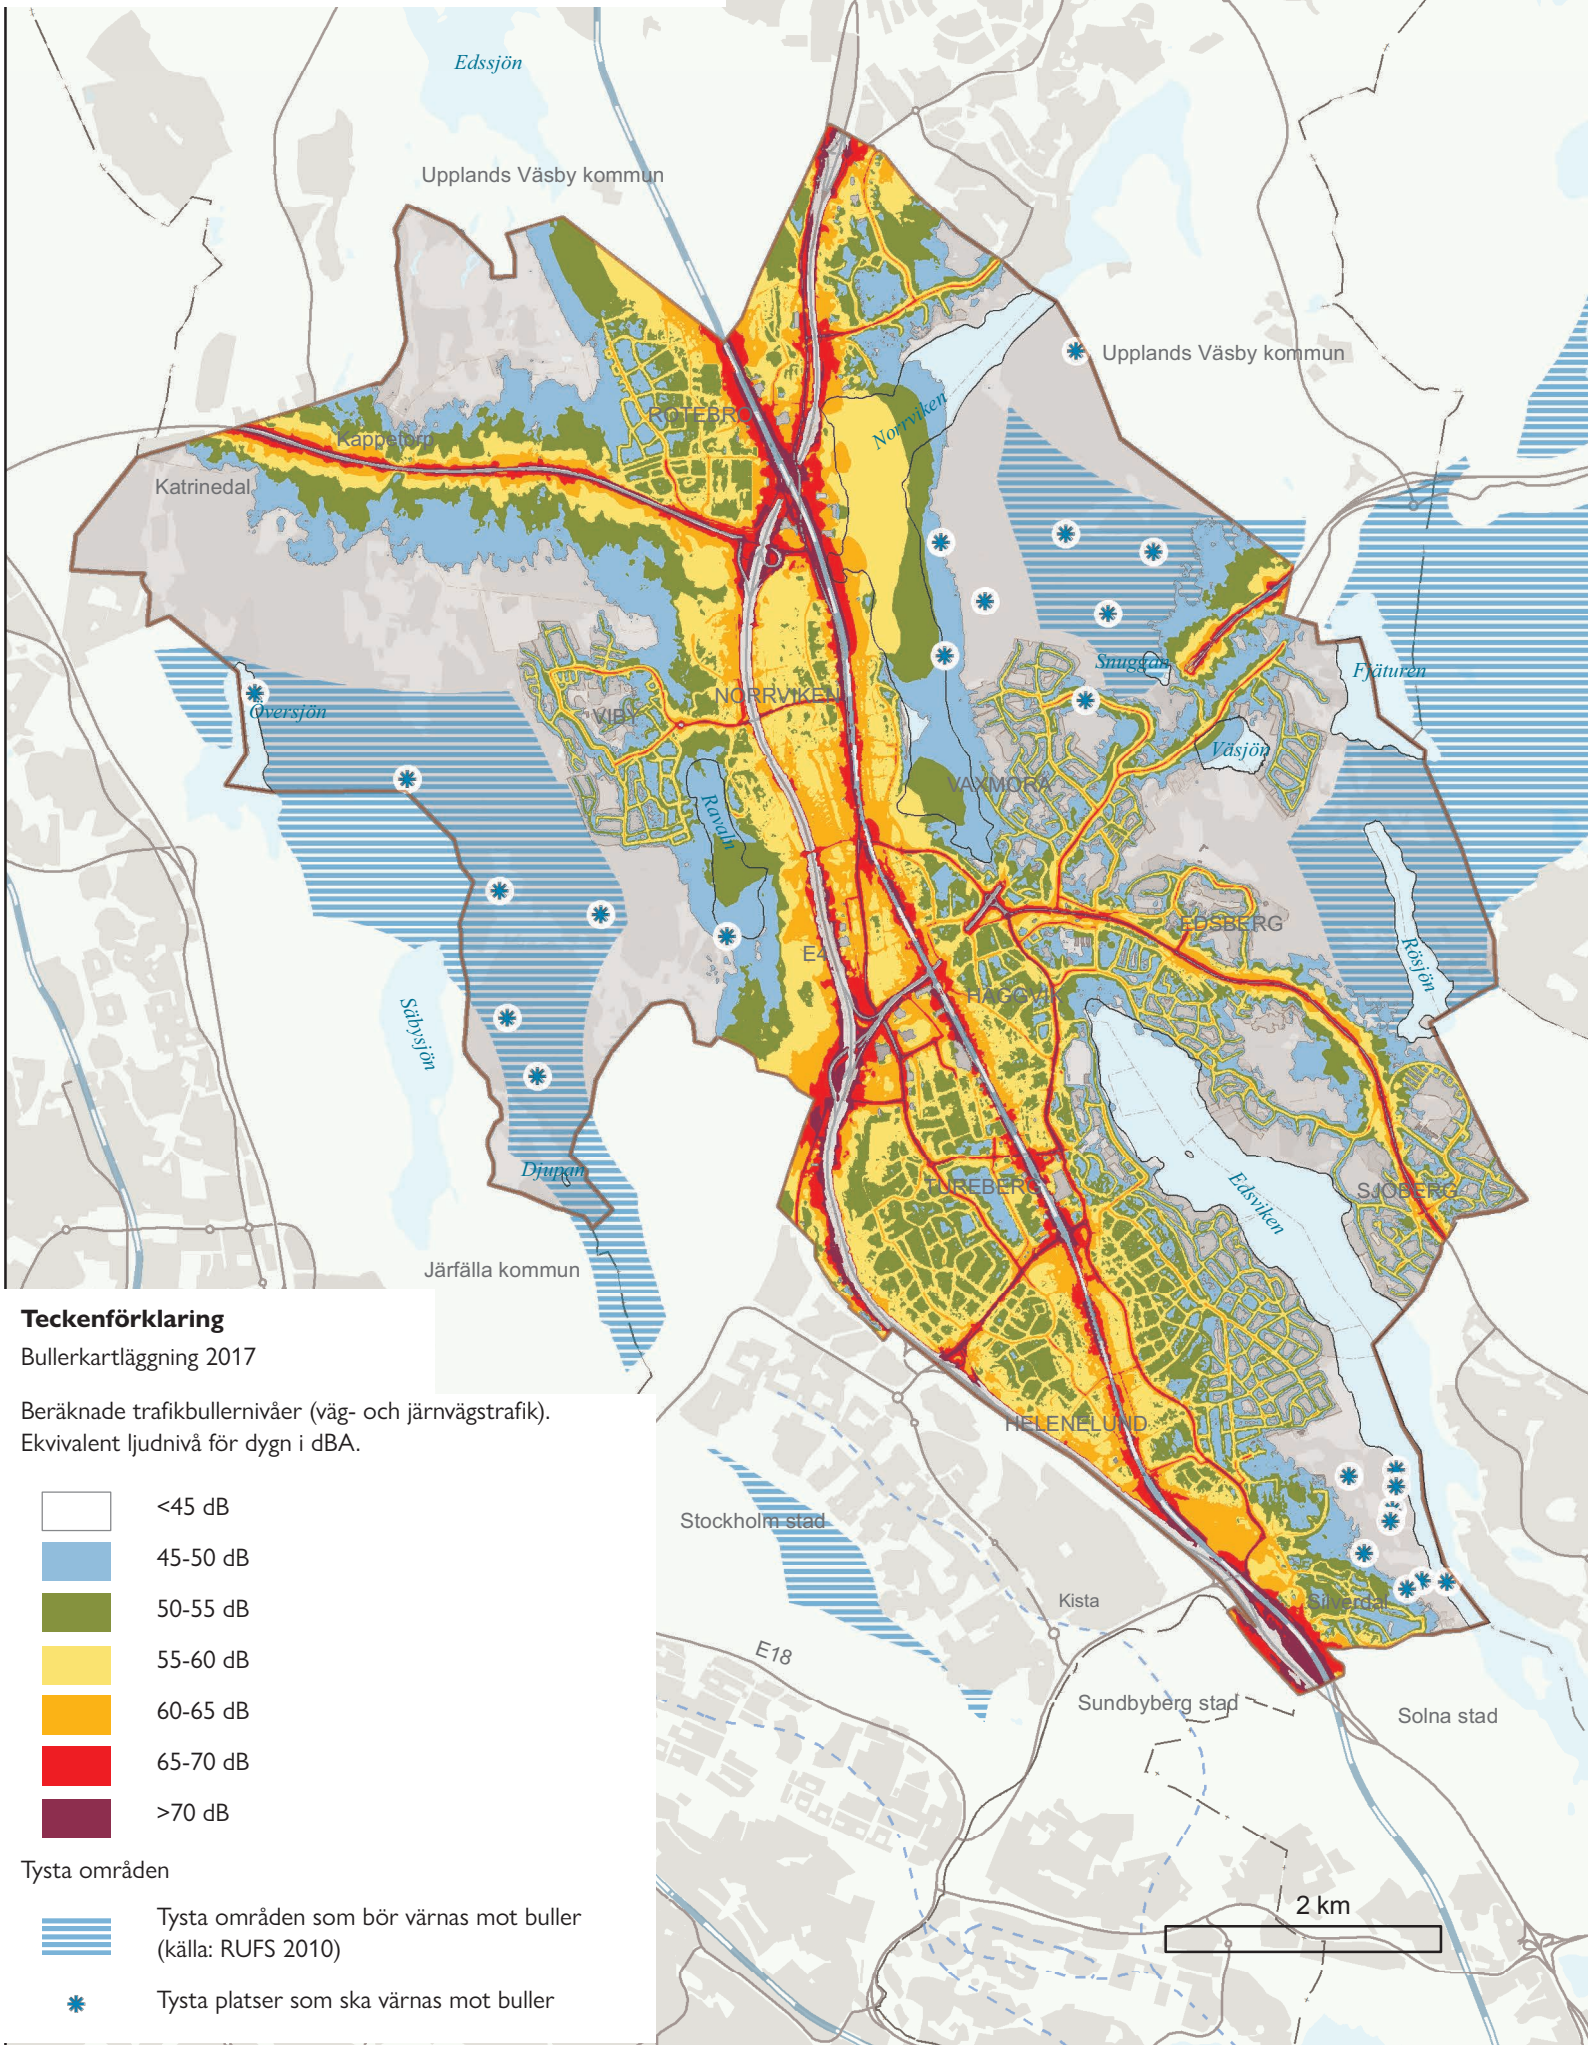 Edssjön
Upplands Väsby kommun
Upplands Väsby kommun
Norrviken
ROTEBRO
Käppetorp
Katrinedal
Snuggan
Fjäturen
Översjön
NORRVIKEN
VIBY
Väsjön
VAXMORA
Ravaln
EDSBERG
E4
Rösjön
HÄGGVIK
Säbysjön
Djupan
TUREBERG
Edsviken
SJÖBERG
Järfälla kommun
HELENELUND
Stockholm stad
Kista
Silverdal
E18
Sundbyberg stad
Solna stad
2 km
Teckenförklaring
Bullerkartläggning 2017
Beräknade trafikbullernivåer (väg- och järnvägstrafik).
Ekvivalent ljudnivå för dygn i dBA.
<45 dB
45-50 dB
50-55 dB
55-60 dB
60-65 dB
65-70 dB
>70 dB
Tysta områden
Tysta områden som bör värnas mot buller
(källa: RUFS 2010)
Tysta platser som ska värnas mot buller